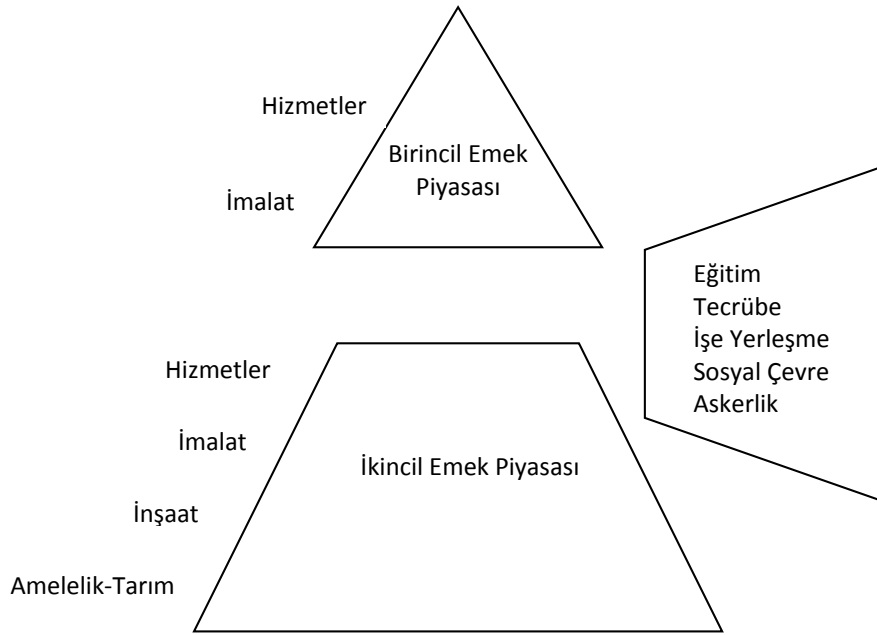 Hizmetler
Birincil Emek
Piyasası
İmalat
Eğitim
Tecrübe
İşe Yerleşme
Sosyal Çevre
Askerlik
Hizmetler
İmalat
İkincil Emek Piyasası
İnşaat
Amelelik-Tarım